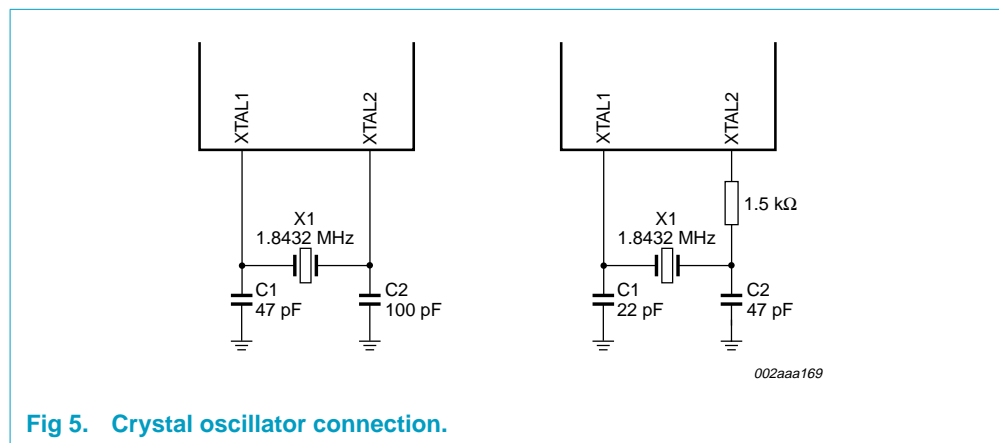 XTAL1
XTAL2
X1
1.8432 MHz
C1
47 pF
C2
100 pF
XTAL1
XTAL2
1.5 kΩ
X1
1.8432 MHz
C1
22 pF
C2
47 pF
002aaa169
Fig 5. Crystal oscillator connection.